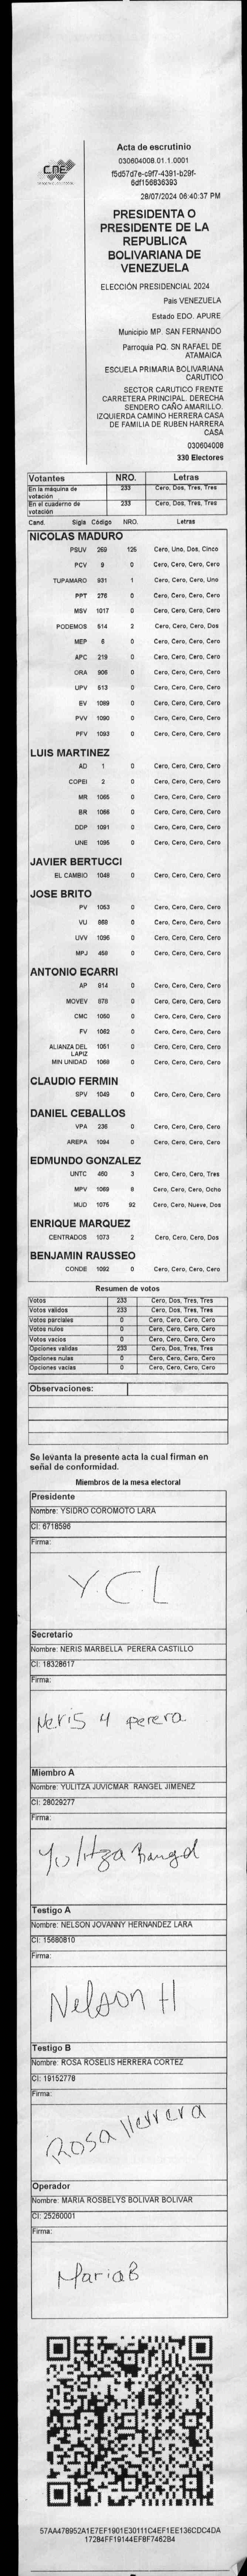 CNE
Acta de escrutinio
030604008.01.1.0001
f5d57d7e-c9f7-4391-b29f-
6df156836393
28/07/2024 06:40:37 PM
PRESIDENTA O
PRESIDENTE DE LA
REPUBLICA
BOLIVARIANA DE
VENEZUELA
ELECCIÓN PRESIDENCIAL 2024
País VENEZUELA
Estado EDO. APURE
Municipio MP. SAN FERNANDO
Parroquia PQ. SN RAFAEL DE
ATAMAICA
ESCUELA PRIMARIA BOLIVARIANA
CARUTICO
SECTOR CARUTICO FRENTE
CARRETERA PRINCIPAL. DERECHA
SENDERO CAÑO AMARILLO.
IZQUIERDA CAMINO HERRERA CASA
DE FAMILIA DE RUBEN HARRERA
CASA
030604008
330 Electores
Votantes NRO. Letras
En la máquina de votación 233 Cero, Dos, Tres, Tres
En el cuaderno de votación 233 Cero, Dos, Tres, Tres
Cand. Sigla Código NRO. Letras
NICOLAS MADURO
PSUV 269 125 Cero, Uno, Dos, Cinco
PCV 9 0 Cero, Cero, Cero, Cero
TUPAMARO 931 1 Cero, Cero, Cero, Uno
PPT 276 0 Cero, Cero, Cero, Cero
MSV 1017 0 Cero, Cero, Cero, Cero
PODEMOS 514 2 Cero, Cero, Cero, Dos
MEP 6 0 Cero, Cero, Cero, Cero
APC 219 0 Cero, Cero, Cero, Cero
ORA 906 0 Cero, Cero, Cero, Cero
UPV 513 0 Cero, Cero, Cero, Cero
EV 1089 0 Cero, Cero, Cero, Cero
PVV 1090 0 Cero, Cero, Cero, Cero
PFV 1093 0 Cero, Cero, Cero, Cero
LUIS MARTINEZ
AD 1 0 Cero, Cero, Cero, Cero
COPEI 2 0 Cero, Cero, Cero, Cero
MR 1065 0 Cero, Cero, Cero, Cero
BR 1066 0 Cero, Cero, Cero, Cero
DDP 1091 0 Cero, Cero, Cero, Cero
UNE 1095 0 Cero, Cero, Cero, Cero
JAVIER BERTUCCI
EL CAMBIO 1048 0 Cero, Cero, Cero, Cero
JOSE BRITO
PV 1053 0 Cero, Cero, Cero, Cero
VU 868 0 Cero, Cero, Cero, Cero
UVV 1096 0 Cero, Cero, Cero, Cero
MPJ 458 0 Cero, Cero, Cero, Cero
ANTONIO ECARRI
AP 814 0 Cero, Cero, Cero, Cero
MOVEV 878 0 Cero, Cero, Cero, Cero
CMC 1050 0 Cero, Cero, Cero, Cero
FV 1062 0 Cero, Cero, Cero, Cero
ALIANZA DEL LAPIZ 1051 0 Cero, Cero, Cero, Cero
MIN UNIDAD 1068 0 Cero, Cero, Cero, Cero
CLAUDIO FERMIN
SPV 1049 0 Cero, Cero, Cero, Cero
DANIEL CEBALLOS
VPA 236 0 Cero, Cero, Cero, Cero
AREPA 1094 0 Cero, Cero, Cero, Cero
EDMUNDO GONZALEZ
UNTC 460 3 Cero, Cero, Cero, Tres
MPV 1069 8 Cero, Cero, Cero, Ocho
MUD 1076 92 Cero, Cero, Nueve, Dos
ENRIQUE MARQUEZ
CENTRADOS 1073 2 Cero, Cero, Cero, Dos
BENJAMIN RAUSSEO
CONDE 1092 0 Cero, Cero, Cero, Cero
Resumen de votos
Votos 233 Cero, Dos, Tres, Tres
Votos validos 233 Cero, Dos, Tres, Tres
Votos parciales 0 Cero, Cero, Cero, Cero
Votos nulos 0 Cero, Cero, Cero, Cero
Votos vacios 0 Cero, Cero, Cero, Cero
Opciones validas 233 Cero, Dos, Tres, Tres
Opciones nulas 0 Cero, Cero, Cero, Cero
Opciones vacias 0 Cero, Cero, Cero, Cero
Observaciones:
Se levanta la presente acta la cual firman en
señal de conformidad.
Miembros de la mesa electoral
Presidente
Nombre: YSIDRO COROMOTO LARA
CI: 6718596
Firma:
Y.C.L
Secretario
Nombre: NERIS MARBELLA PERERA CASTILLO
CI: 18328617
Firma:
Neris M perera
Miembro A
Nombre: YULITZA JUVICMAR RANGEL JIMENEZ
CI: 28029277
Firma:
Yulitza Rangel
Testigo A
Nombre: NELSON JOVANNY HERNANDEZ LARA
CI: 15680810
Firma:
Nelson H
Testigo B
Nombre: ROSA ROSELIS HERRERA CORTEZ
CI: 19152778
Firma:
Rosa Herrera
Operador
Nombre: MARIA ROSBELYS BOLIVAR BOLIVAR
CI: 25260001
Firma:
Maria B
57AA478952A1E7EF1901E30111C4EF1EE136CDC4DA
17284FF19144EF8F7462B4